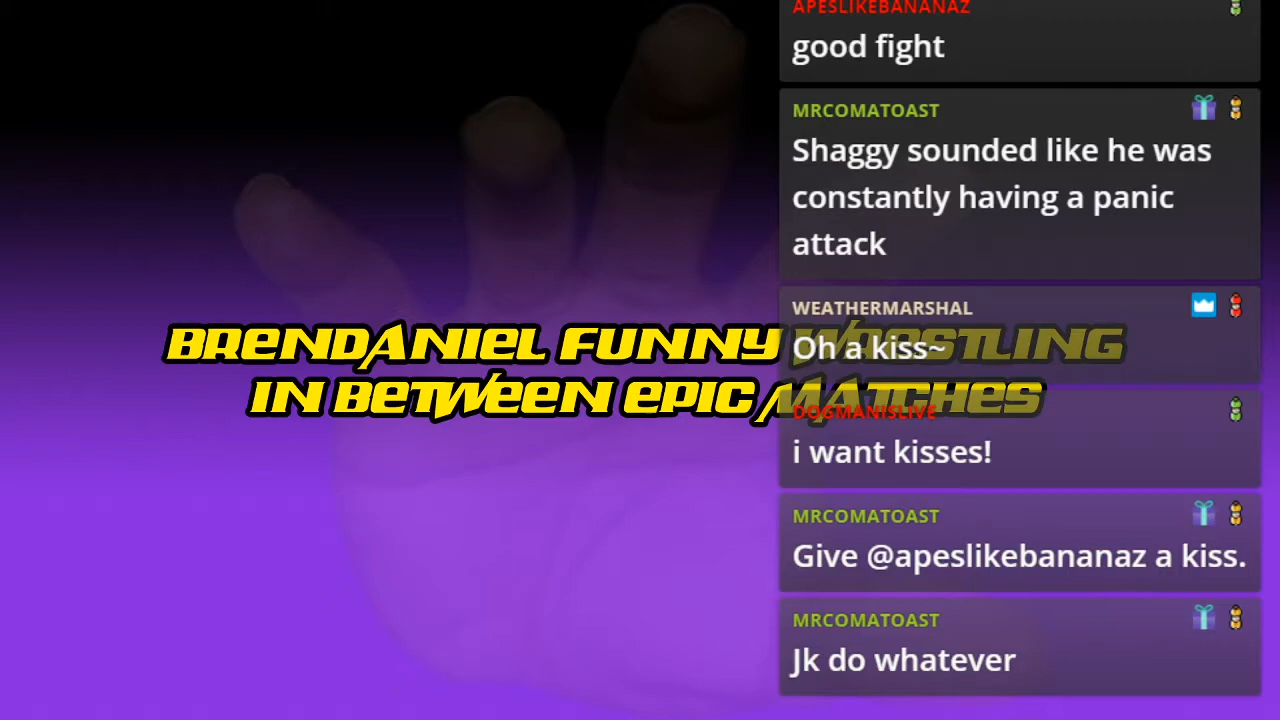 BRENDANIEL FUNNY WRESTLING
IN BETWEEN EPIC MATCHES
APESLIKEBANANAZ
good fight
MRCOMATOAST
Shaggy sounded like he was
constantly having a panic
attack
WEATHERMARSHAL
Oh a kiss~
DOGMANISLIVE
i want kisses!
MRCOMATOAST
Give @apeslikebananaz a kiss.
MRCOMATOAST
Jk do whatever